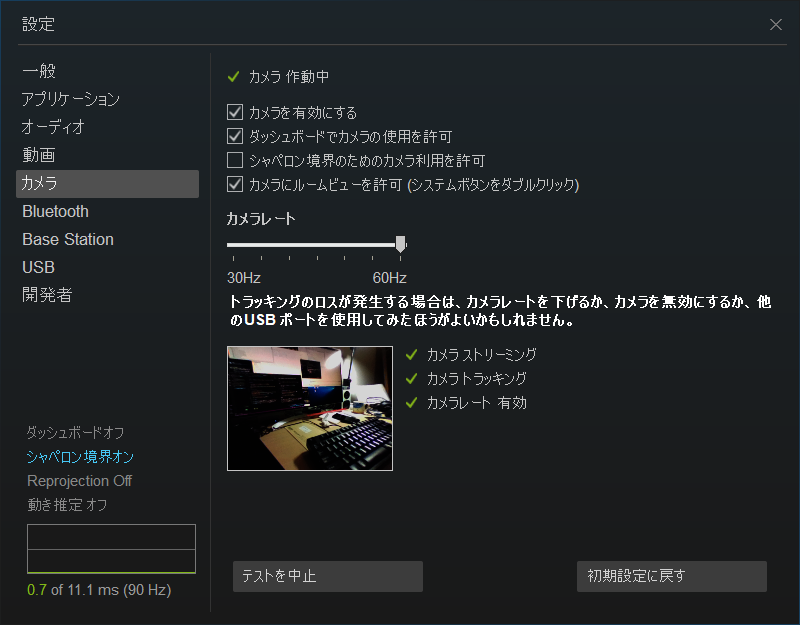 設定
一般
アプリケーション
オーディオ
動画
カメラ
Bluetooth
Base Station
USB
開発者
ダッシュボードオフ
シャペロン境界オン
Reprojection Off
動き推定 オフ
0.7 of 11.1 ms (90 Hz)
カメラ 作動中
カメラを有効にする
ダッシュボードでカメラの使用を許可
シャペロン境界のためのカメラ利用を許可
カメラにルームビューを許可 (システムボタンをダブルクリック)
カメラレート
30Hz
60Hz
トラッキングのロスが発生する場合は、カメラレートを下げるか、カメラを無効にするか、他
のUSB ポートを使用してみたほうがよいかもしれません。
カメラ ストリーミング
カメラ トラッキング
カメラレート 有効
テストを中止
初期設定に戻す